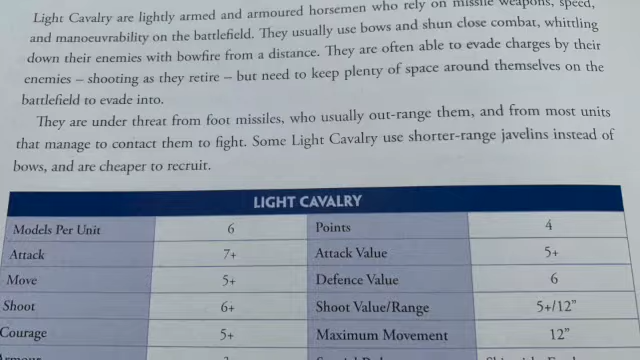 Light Cavalry are lightly armed and armoured horsemen who rely on missile weapons, speed,
and manoeuvrability on the battlefield. They usually use bows and shun close combat, whittling
down their enemies with bowfire from a distance. They are often able to evade charges by their
enemies – shooting as they retire – but need to keep plenty of space around themselves on the
battlefield to evade into.
They are under threat from foot missiles, who usually out-range them, and from most units
that manage to contact them to fight. Some Light Cavalry use shorter-range javelins instead of
bows, and are cheaper to recruit.
LIGHT CAVALRY
Models Per Unit 6 Points 4
Attack 7+ Attack Value 5+
Move 5+ Defence Value 6
Shoot 6+ Shoot Value/Range 5+/12”
Courage 5+ Maximum Movement 12”